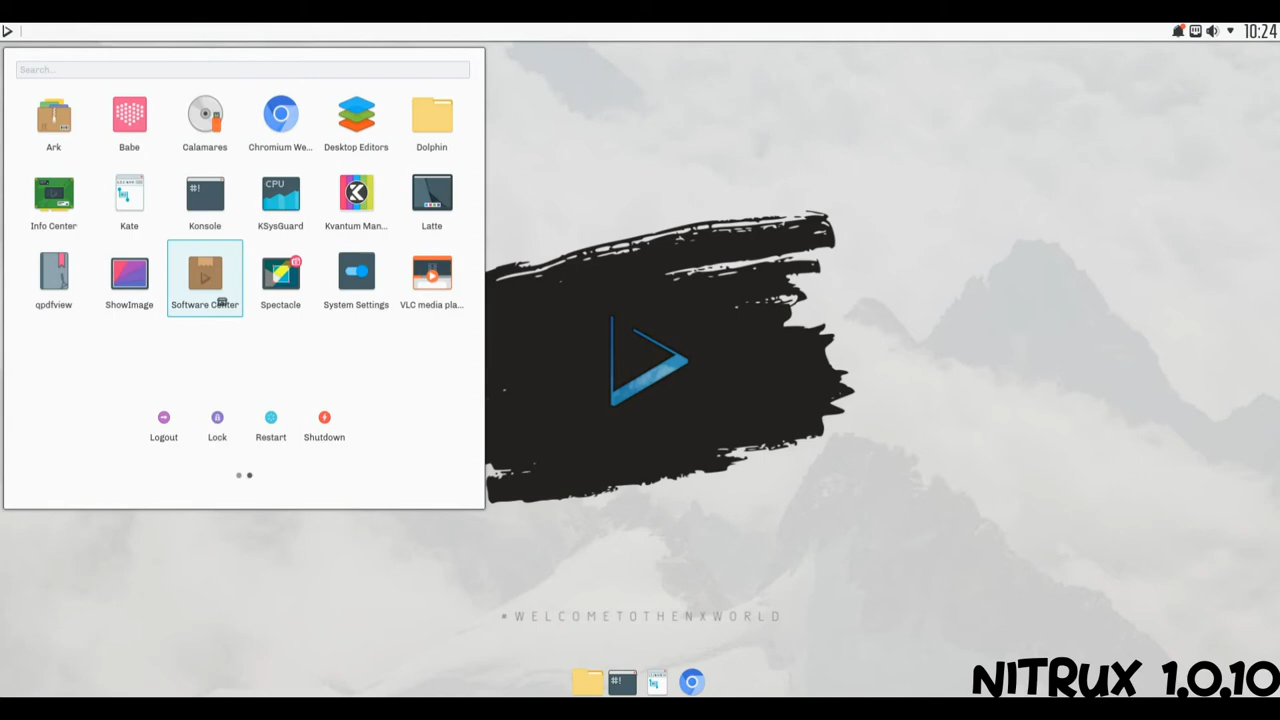 10:24
Search...
Ark
Babe
Calamares
Chromium We...
Desktop Editors
Dolphin
Info Center
Kate
#!
Konsole
CPU
KSysGuard
Kvantum Man...
Latte
qpdfview
ShowImage
Software Center
Spectacle
System Settings
VLC media pla...
Logout
Lock
Restart
Shutdown
•WELCOMETOTHENXWORLD
#!
NITRUX 1.0.10